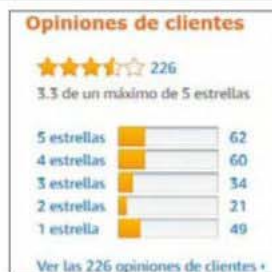 Opiniones de clientes
226
3.3 de un máximo de 5 estrellas
5 estrellas 62
4 estrellas 60
3 estrellas 34
2 estrellas 21
1 estrella 49
Ver las 226 opiniones de clientes